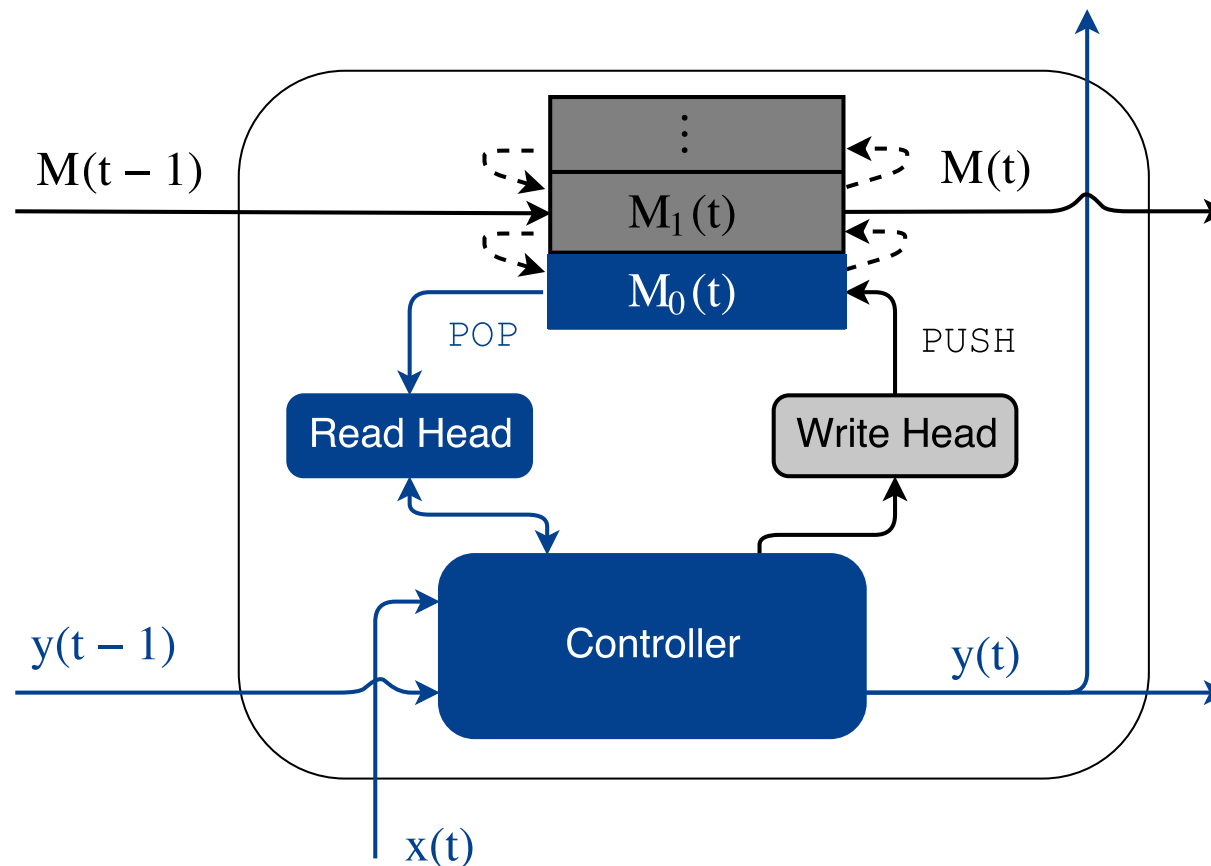 ⋮
M(t − 1)
M(t)
M₁(t)
M₀(t)
POP
PUSH
Read Head
Write Head
y(t − 1)
Controller
y(t)
x(t)